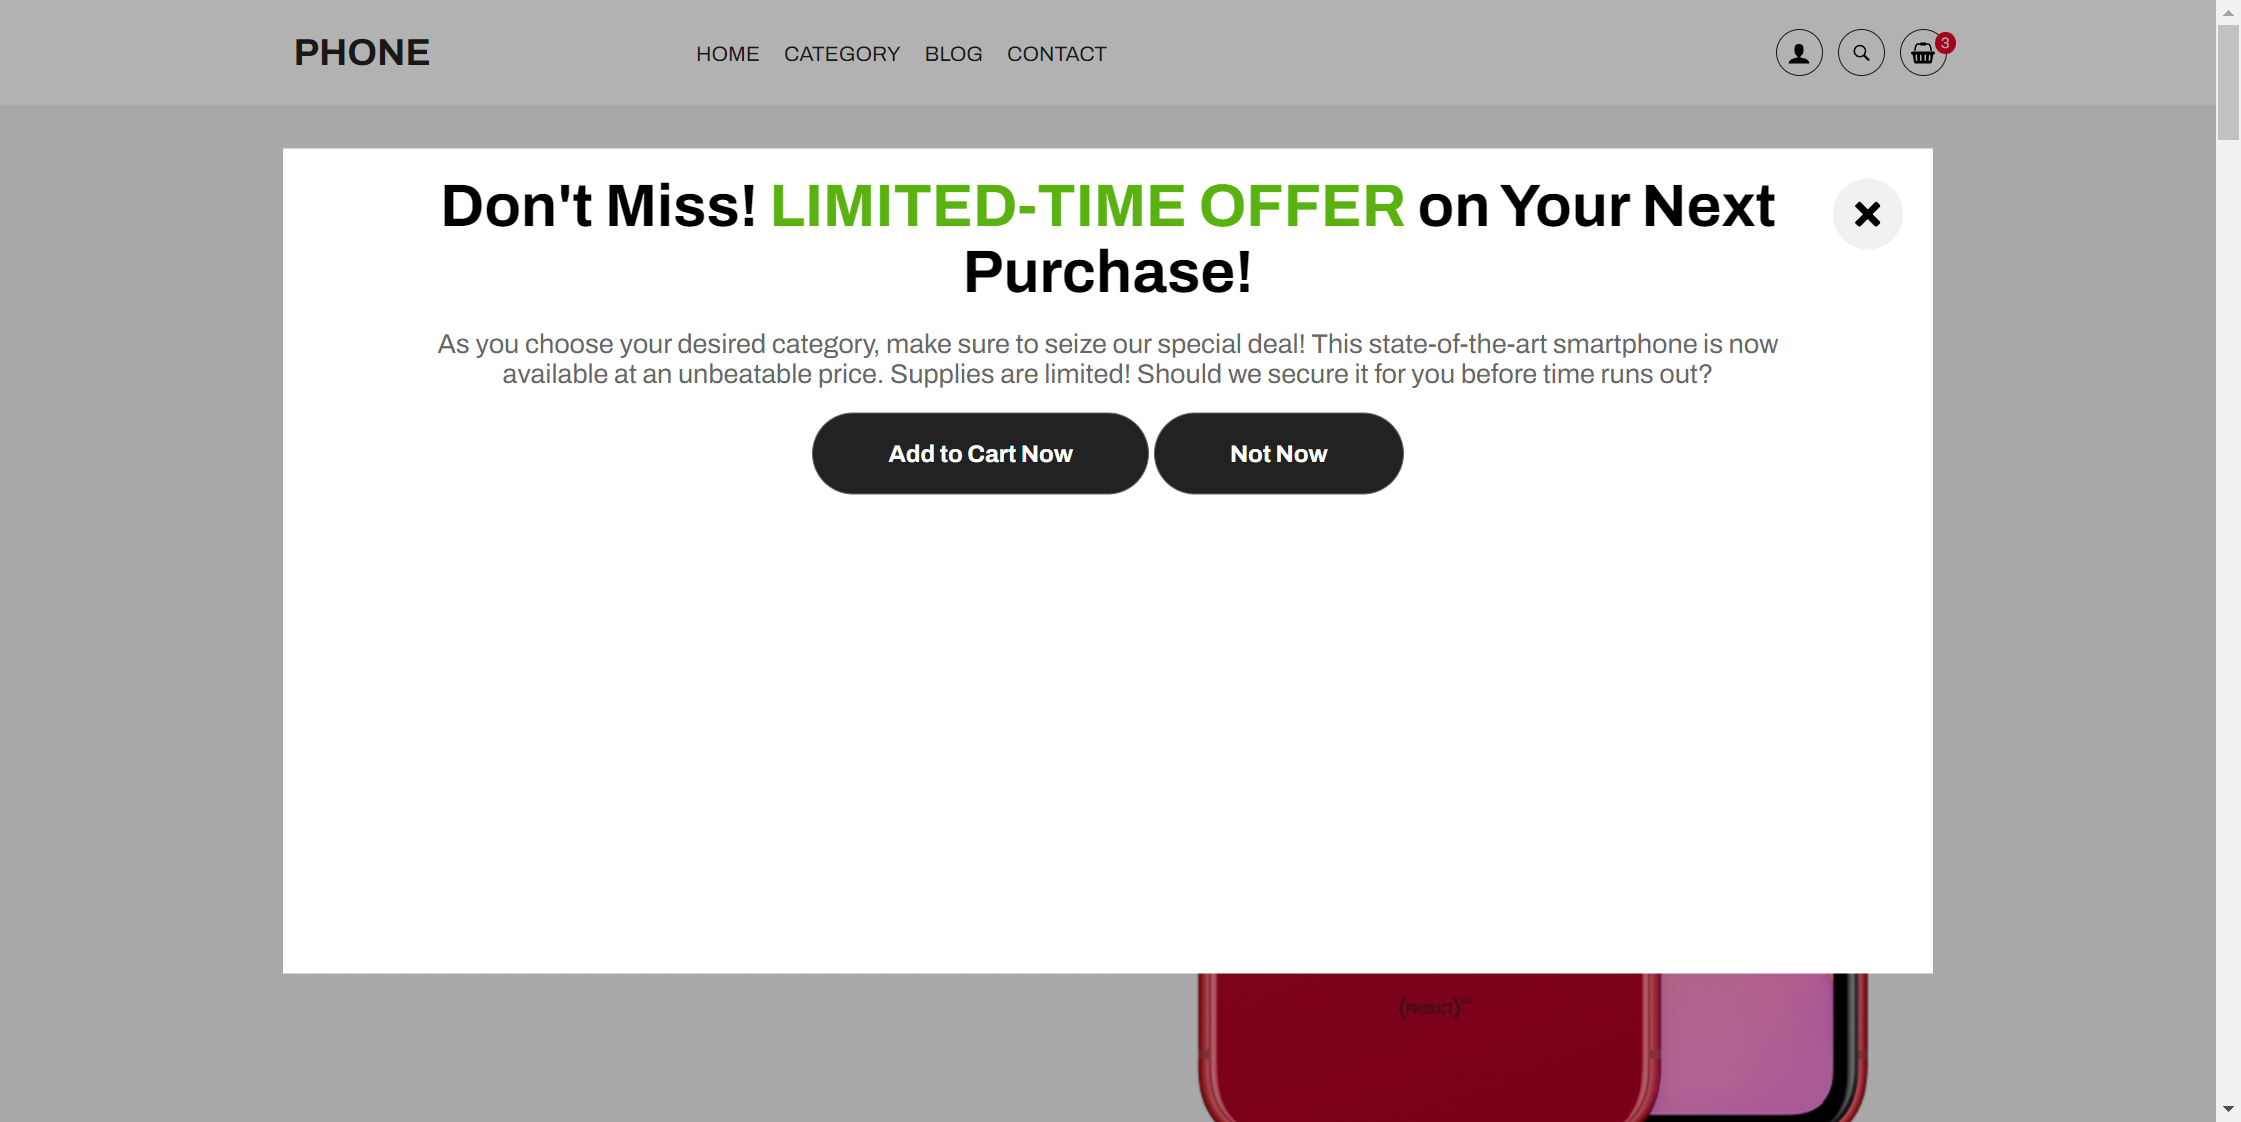 PHONE
HOME CATEGORY BLOG CONTACT
3
Don't Miss! LIMITED-TIME OFFER on Your Next
Purchase!
As you choose your desired category, make sure to seize our special deal! This state-of-the-art smartphone is now
available at an unbeatable price. Supplies are limited! Should we secure it for you before time runs out?
Add to Cart Now
Not Now
(PRODUCT)